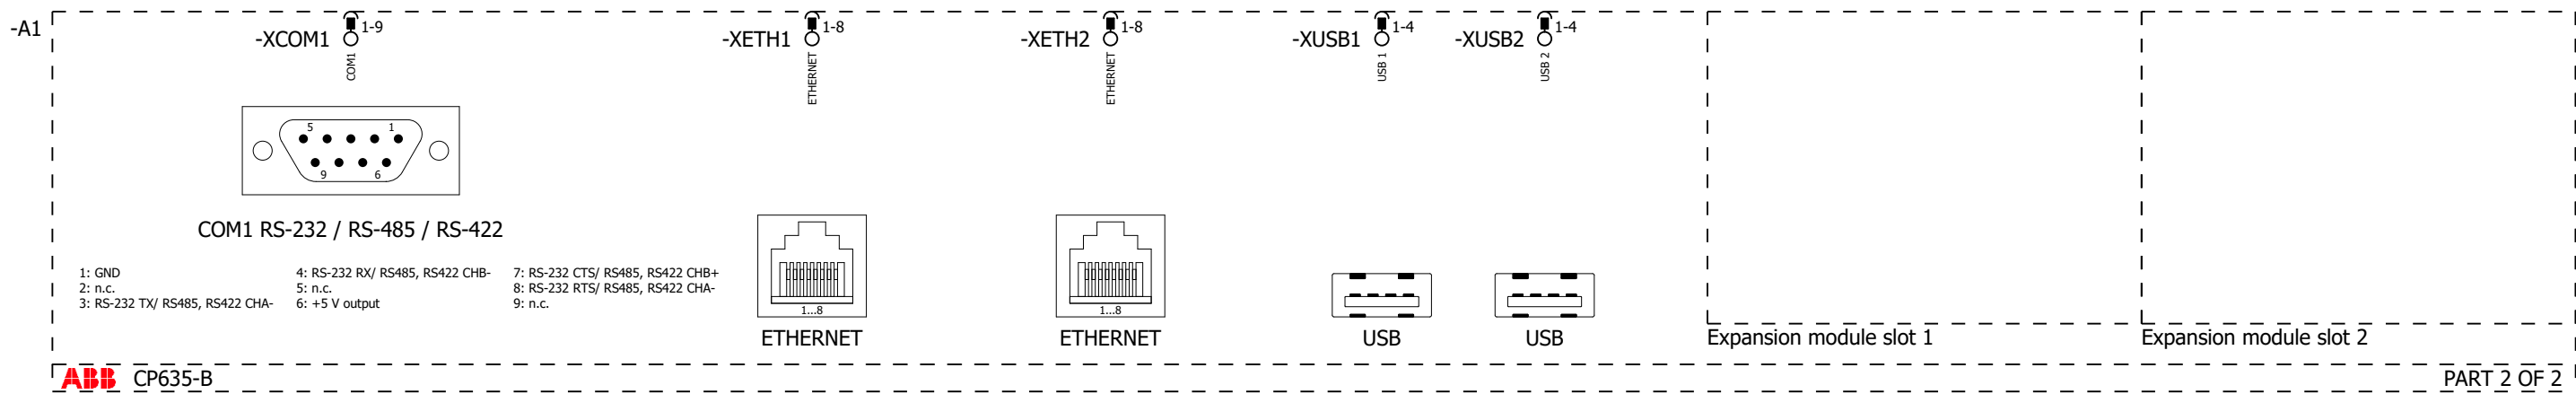 -A1
-XCOM1
1-9
COM1
-XETH1
1-8
ETHERNET
-XETH2
1-8
ETHERNET
-XUSB1
1-4
USB 1
-XUSB2
1-4
USB 2
5
1
9
6
COM1 RS-232 / RS-485 / RS-422
1: GND
2: n.c.
3: RS-232 TX/ RS485, RS422 CHA-
4: RS-232 RX/ RS485, RS422 CHB-
5: n.c.
6: +5 V output
7: RS-232 CTS/ RS485, RS422 CHB+
8: RS-232 RTS/ RS485, RS422 CHA-
9: n.c.
1...8
ETHERNET
1...8
ETHERNET
USB
USB
Expansion module slot 1
Expansion module slot 2
ABB CP635-B
PART 2 OF 2